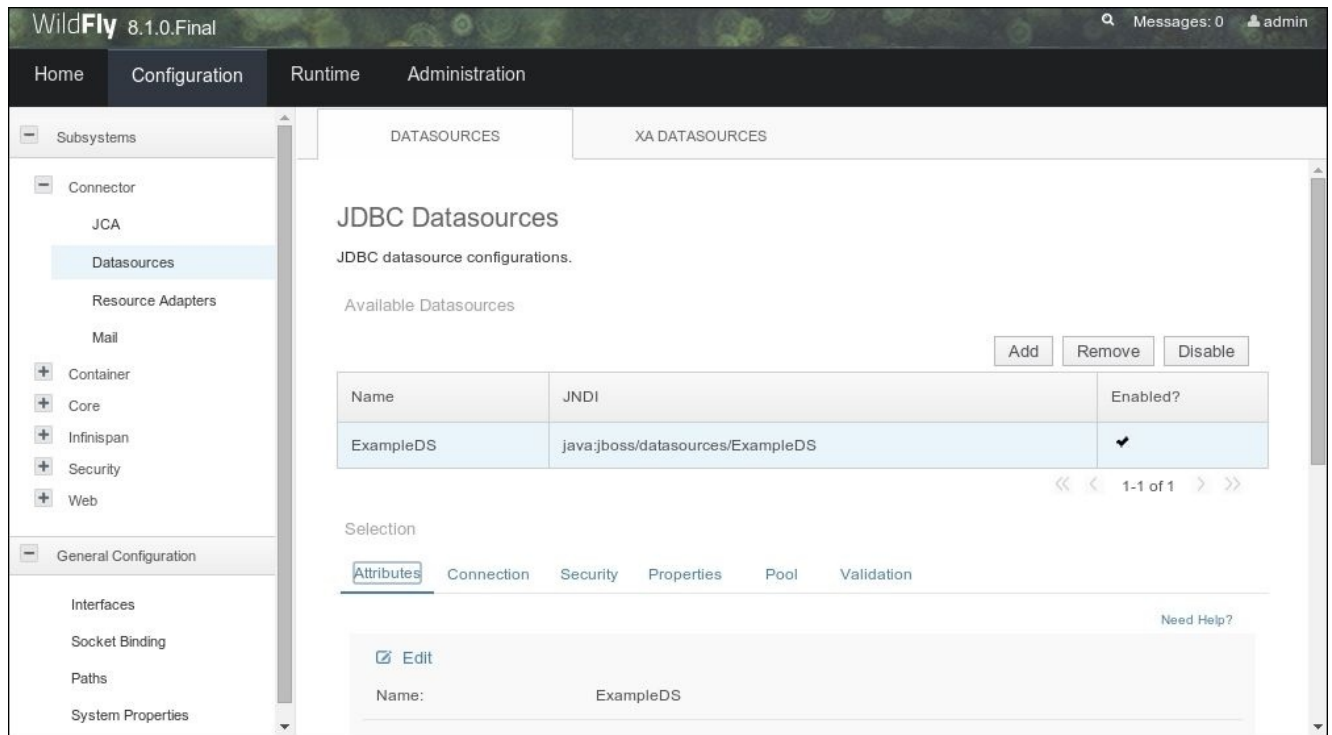 WildFly 8.1.0.Final
Messages: 0 admin
Home Configuration Runtime Administration
Subsystems
Connector
JCA
Datasources
Resource Adapters
Mail
Container
Core
Infinispan
Security
Web
General Configuration
Interfaces
Socket Binding
Paths
System Properties
DATASOURCES XA DATASOURCES
JDBC Datasources
JDBC datasource configurations.
Available Datasources
Add Remove Disable
Name JNDI Enabled?
ExampleDS java:jboss/datasources/ExampleDS
1-1 of 1
Selection
Attributes Connection Security Properties Pool Validation
Need Help?
Edit
Name: ExampleDS